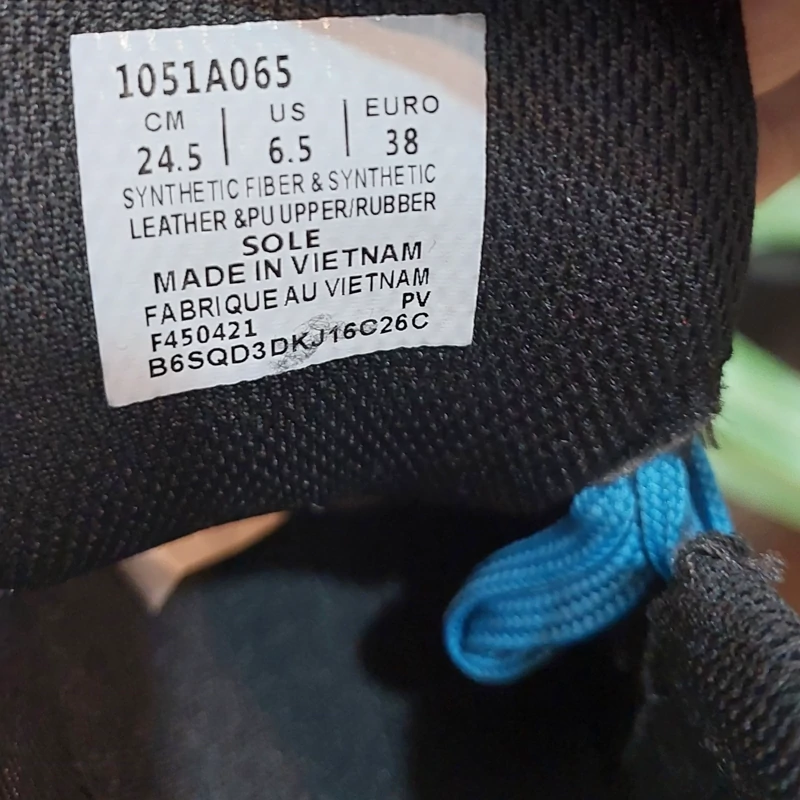 1051A065
CM | US | EURO
24.5 | 6.5 | 38
SYNTHETIC FIBER & SYNTHETIC
LEATHER &PU UPPER/RUBBER
SOLE
MADE IN VIETNAM
FABRIQUE AU VIETNAM
F450421 PV
B6SQD3DKJ16C26C